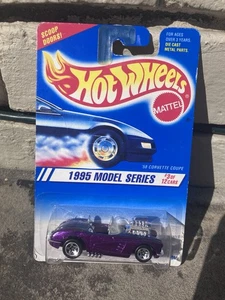 SCOOP
DOORS!
FOR AGES
OVER 3 YEARS.
DIE CAST
METAL PARTS.
HOT WHEELS
MATTEL
'58 CORVETTE COUPE
1995 MODEL SERIES
#3 OF
12 CARS